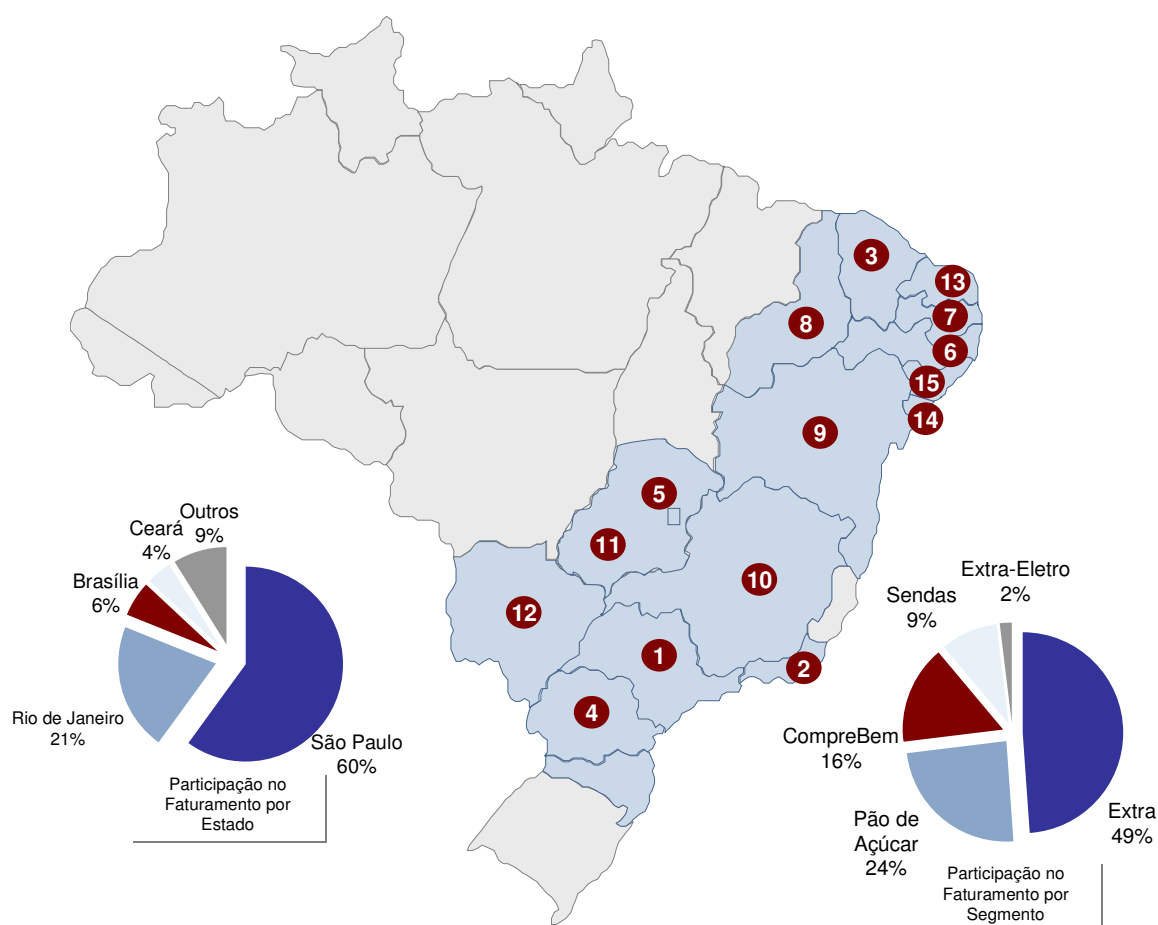 3
13
7
8
6
15
14
9
5
11
10
12
1
2
4
Outros
9%
Ceará
4%
Brasília
6%
Rio de Janeiro
21%
São Paulo
60%
Participação no
Faturamento por
Estado
Extra-Eletro
2%
Sendas
9%
CompreBem
16%
Pão de
Açúcar
24%
Extra
49%
Participação no
Faturamento por
Segmento